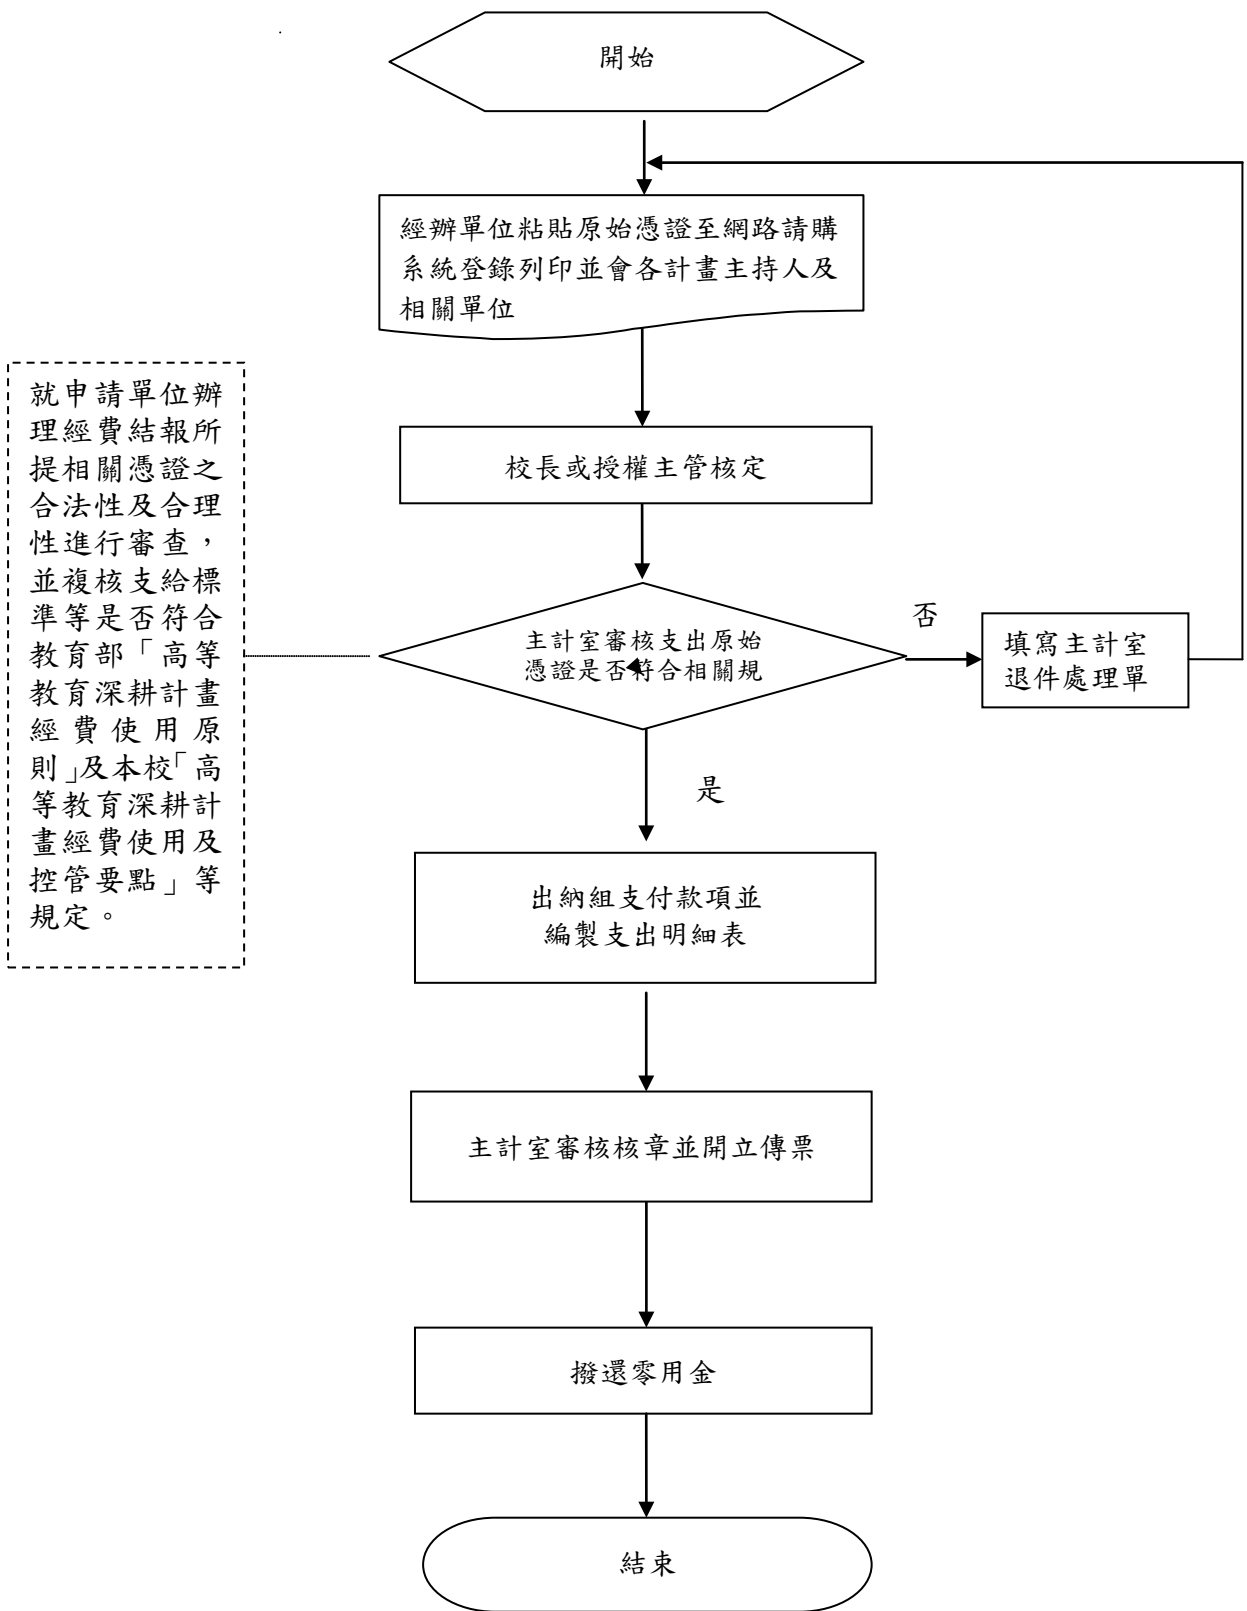 開始
經辦單位粘貼原始憑證至網路請購
系統登錄列印並會各計畫主持人及
相關單位
就申請單位辦
理經費結報所
提相關憑證之
合法性及合理
性進行審查，
並複核支給標
準等是否符合
教育部「高等
教育深耕計畫
經費使用原
則」及本校「高
等教育深耕計
畫經費使用及
控管要點」等
規定。
校長或授權主管核定
主計室審核支出原始
憑證是否符合相關規
否
填寫主計室
退件處理單
是
出納組支付款項並
編製支出明細表
主計室審核核章並開立傳票
撥還零用金
結束